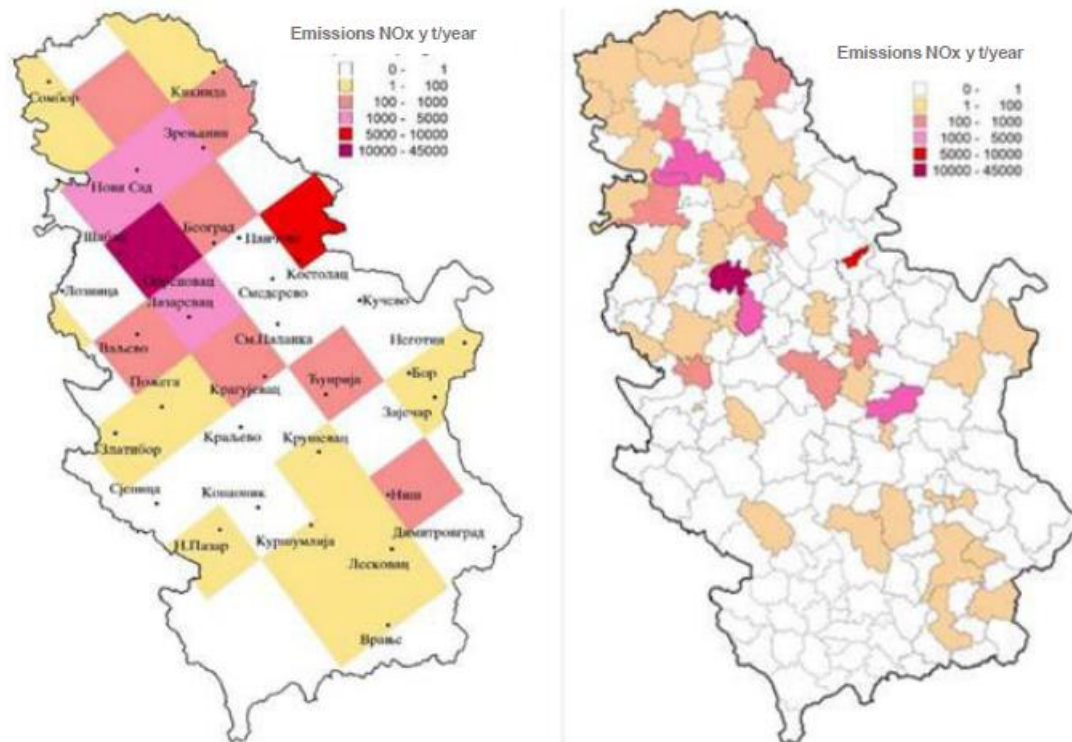 Emissions NOx y t/year
0 - 1
1 - 100
100 - 1000
1000 - 5000
5000 - 10000
10000 - 45000
Сомбор
Кикинда
Зрењанин
Нови Сад
Шабац
Београд
Панчево
Костолац
Обреновац
Смедерево
Лозница
Лазаревац
Кучево
Ваљево
См.Паланка
Неготин
Пожега
Крагујевац
Ћуприја
Бор
Зајечар
Златибор
Краљево
Крушевац
Сјеница
Копаоник
Ниш
Н.Пазар
Куршумлија
Димитровград
Лесковац
Врање
Emissions NOx y t/year
0 - 1
1 - 100
100 - 1000
1000 - 5000
5000 - 10000
10000 - 45000